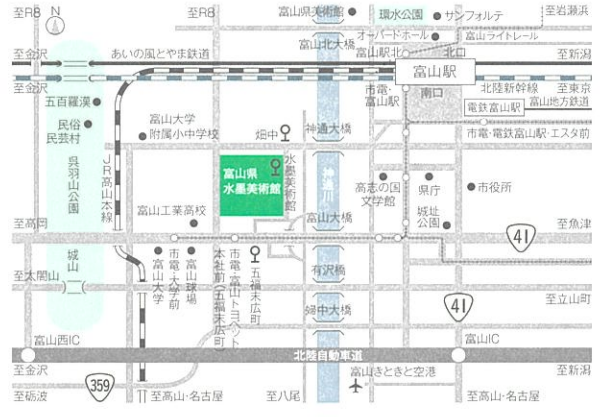 至R8
至R8
富山県美術館
環水公園
サンフォルテ
至岩瀬浜
N
富山北大橋
オーバードホール
富山ライトレール
富山駅北
北口
至金沢
あいの風とやま鉄道
至新潟
富山駅
至金沢
北陸新幹線
至東京
五百羅漢
市電・富山駅
南口
電鉄富山駅
富山地方鉄道
民俗民芸村
富山大学
附属小中学校
畑中
神通大橋
市電・電鉄富山駅・エスタ前
呉羽山公園
JR高山本線
富山県
水墨美術館
水墨美術館
神通川
高志の国
文学館
県庁
市役所
富山工業高校
城址
公園
至高岡
富山大橋
至魚津
41
城山
富山大学
市電・大学前
富山球場
市電・富山トヨペット
本社前(五福末広町)
五福末広町
有沢橋
至太閤山
至立山町
婦中大橋
41
富山西IC
北陸自動車道
富山IC
至金沢
359
富山きときと空港
至新潟
至砺波
至高山・名古屋
至八尾
至高山・名古屋